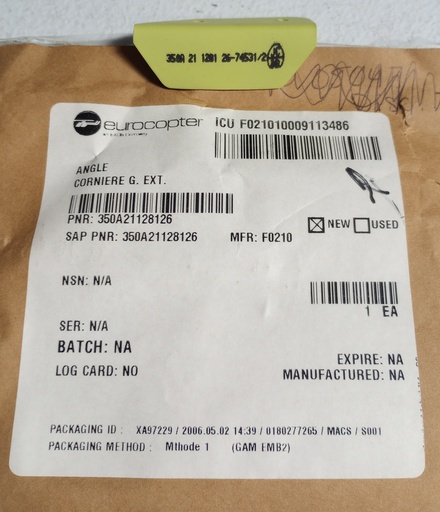 350A 21 1281 26-74531/2
eurocopter ICU F021010009113486
ANGLE
CORNIERE G. EXT.
PNR: 350A21128126
NEW USED
SAP PNR: 350A21128126 MFR: F0210
NSN: N/A
1 EA
SER: N/A
BATCH: NA
EXPIRE: NA
LOG CARD: NO
MANUFACTURED: NA
PACKAGING ID : XA97229 / 2006.05.02 14:39 / 0180277265 / MACS / S001
PACKAGING METHOD : Mthode 1 (GAM EMB2)